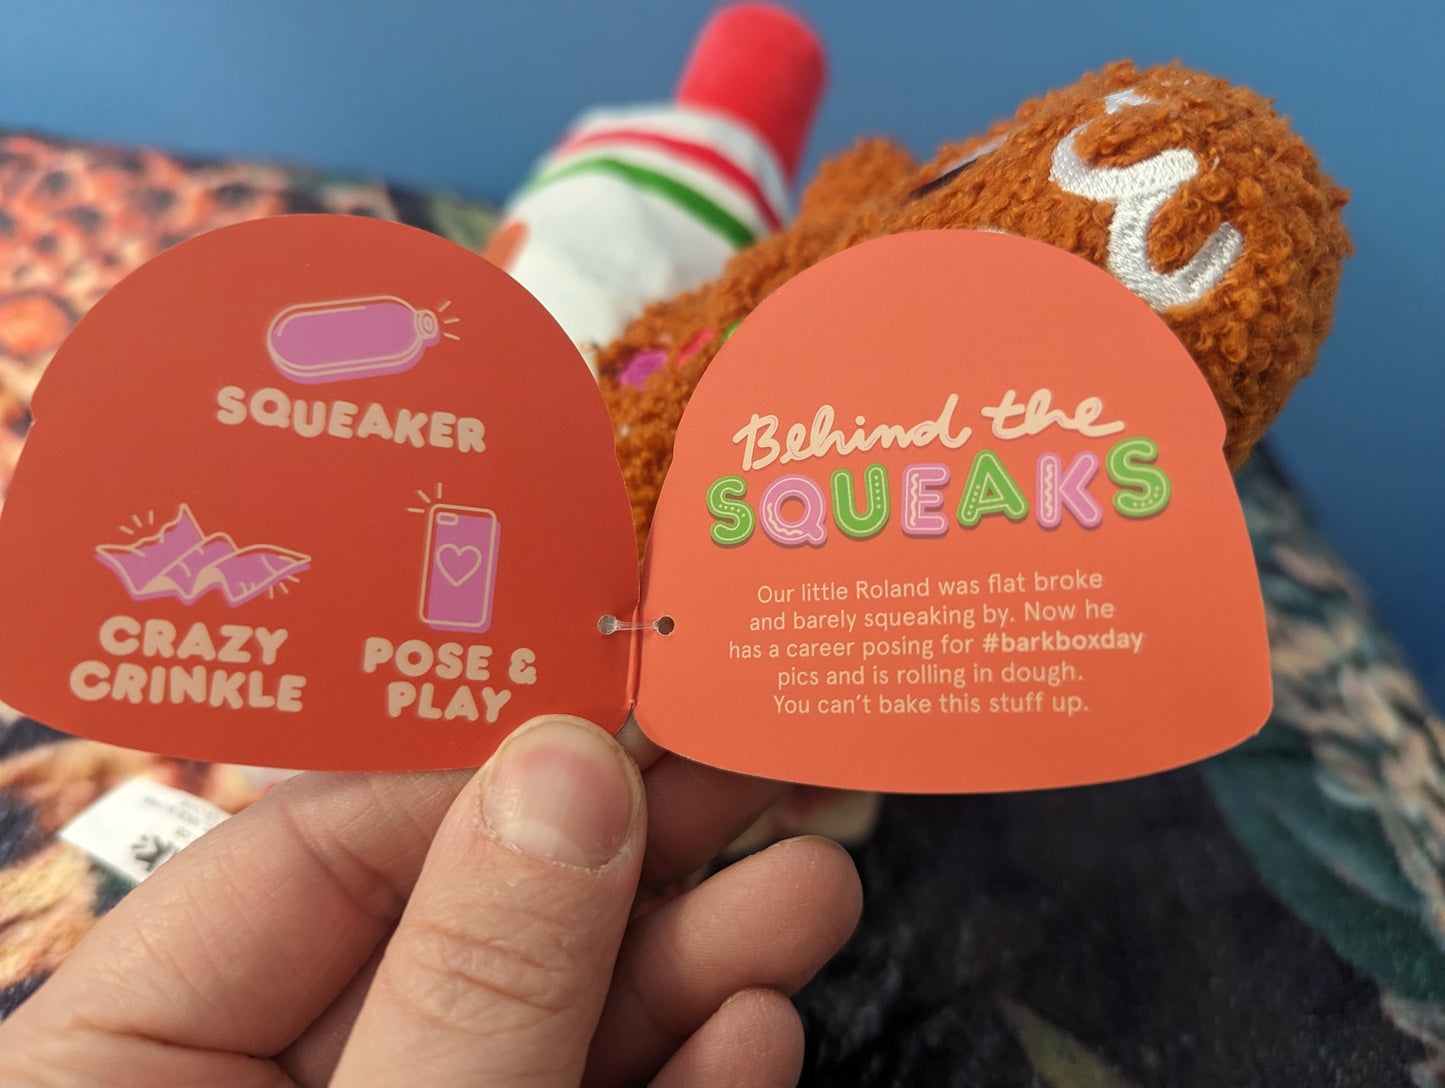 SQUEAKER
CRAZY
CRINKLE
POSE &
PLAY
Behind the
SQUEAKS
Our little Roland was flat broke
and barely squeaking by. Now he
has a career posing for #barkboxday
pics and is rolling in dough.
You can't bake this stuff up.